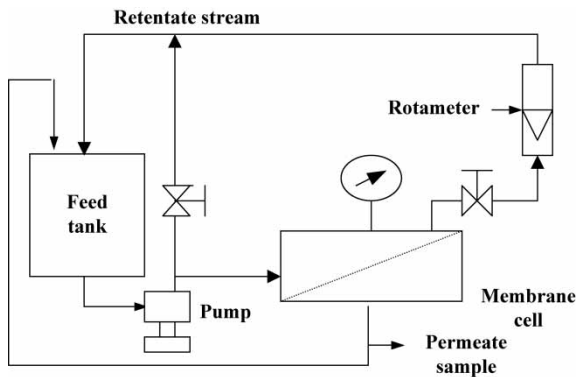 Retentate stream
Rotameter
Feed
tank
Pump
Membrane
cell
Permeate
sample